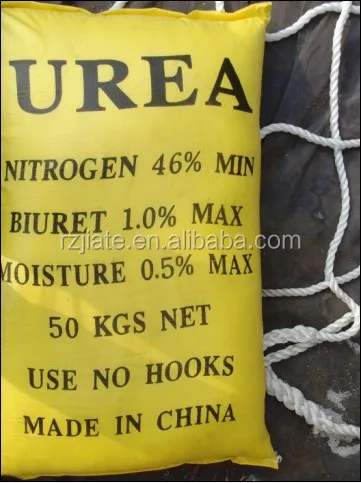 UREA
NITROGEN 46% MIN
BIURET 1.0% MAX
rzjiate.en.alibaba.com
MOISTURE 0.5% MAX
50 KGS NET
USE NO HOOKS
MADE IN CHINA